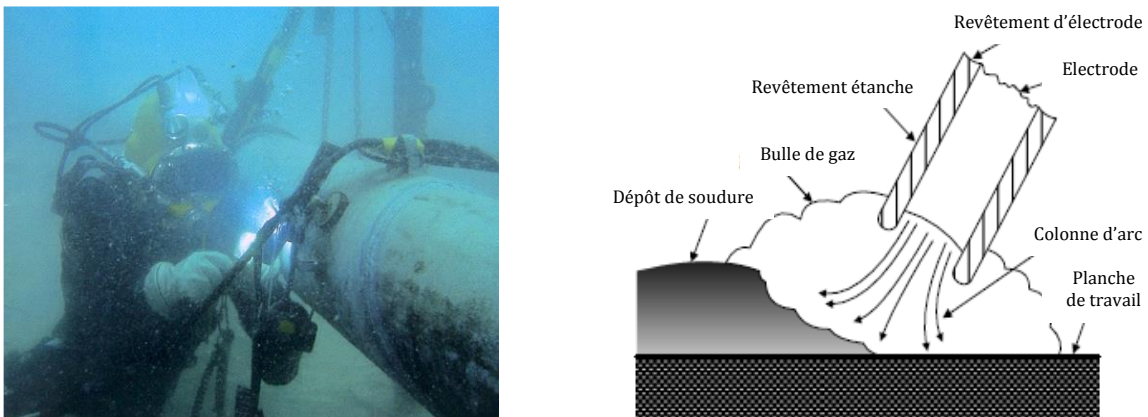 Revêtement d'électrode
Electrode
Revêtement étanche
Bulle de gaz
Dépôt de soudure
Colonne d'arc
Planche
de travail